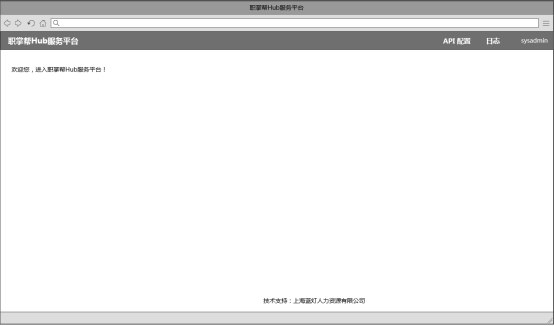 职掌帮Hub服务平台
职掌帮Hub服务平台
API 配置
日志
sysadmin
欢迎您，进入职掌帮Hub服务平台！
技术支持：上海蓝灯人力资源有限公司